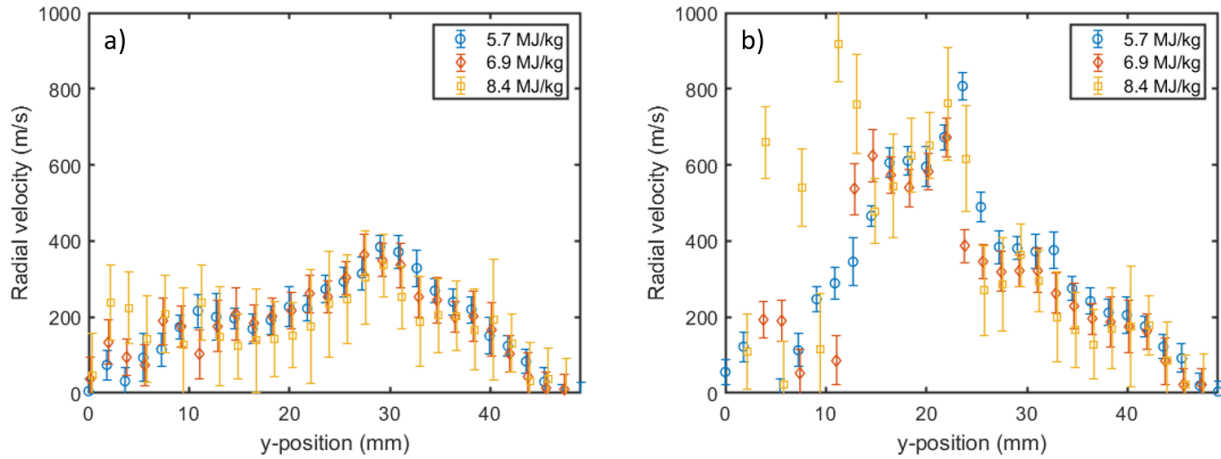 a)
5.7 MJ/kg
6.9 MJ/kg
8.4 MJ/kg
Radial velocity (m/s)
1000
800
600
400
200
0
0 10 20 30 40
y-position (mm)
b)
5.7 MJ/kg
6.9 MJ/kg
8.4 MJ/kg
Radial velocity (m/s)
1000
800
600
400
200
0
0 10 20 30 40
y-position (mm)